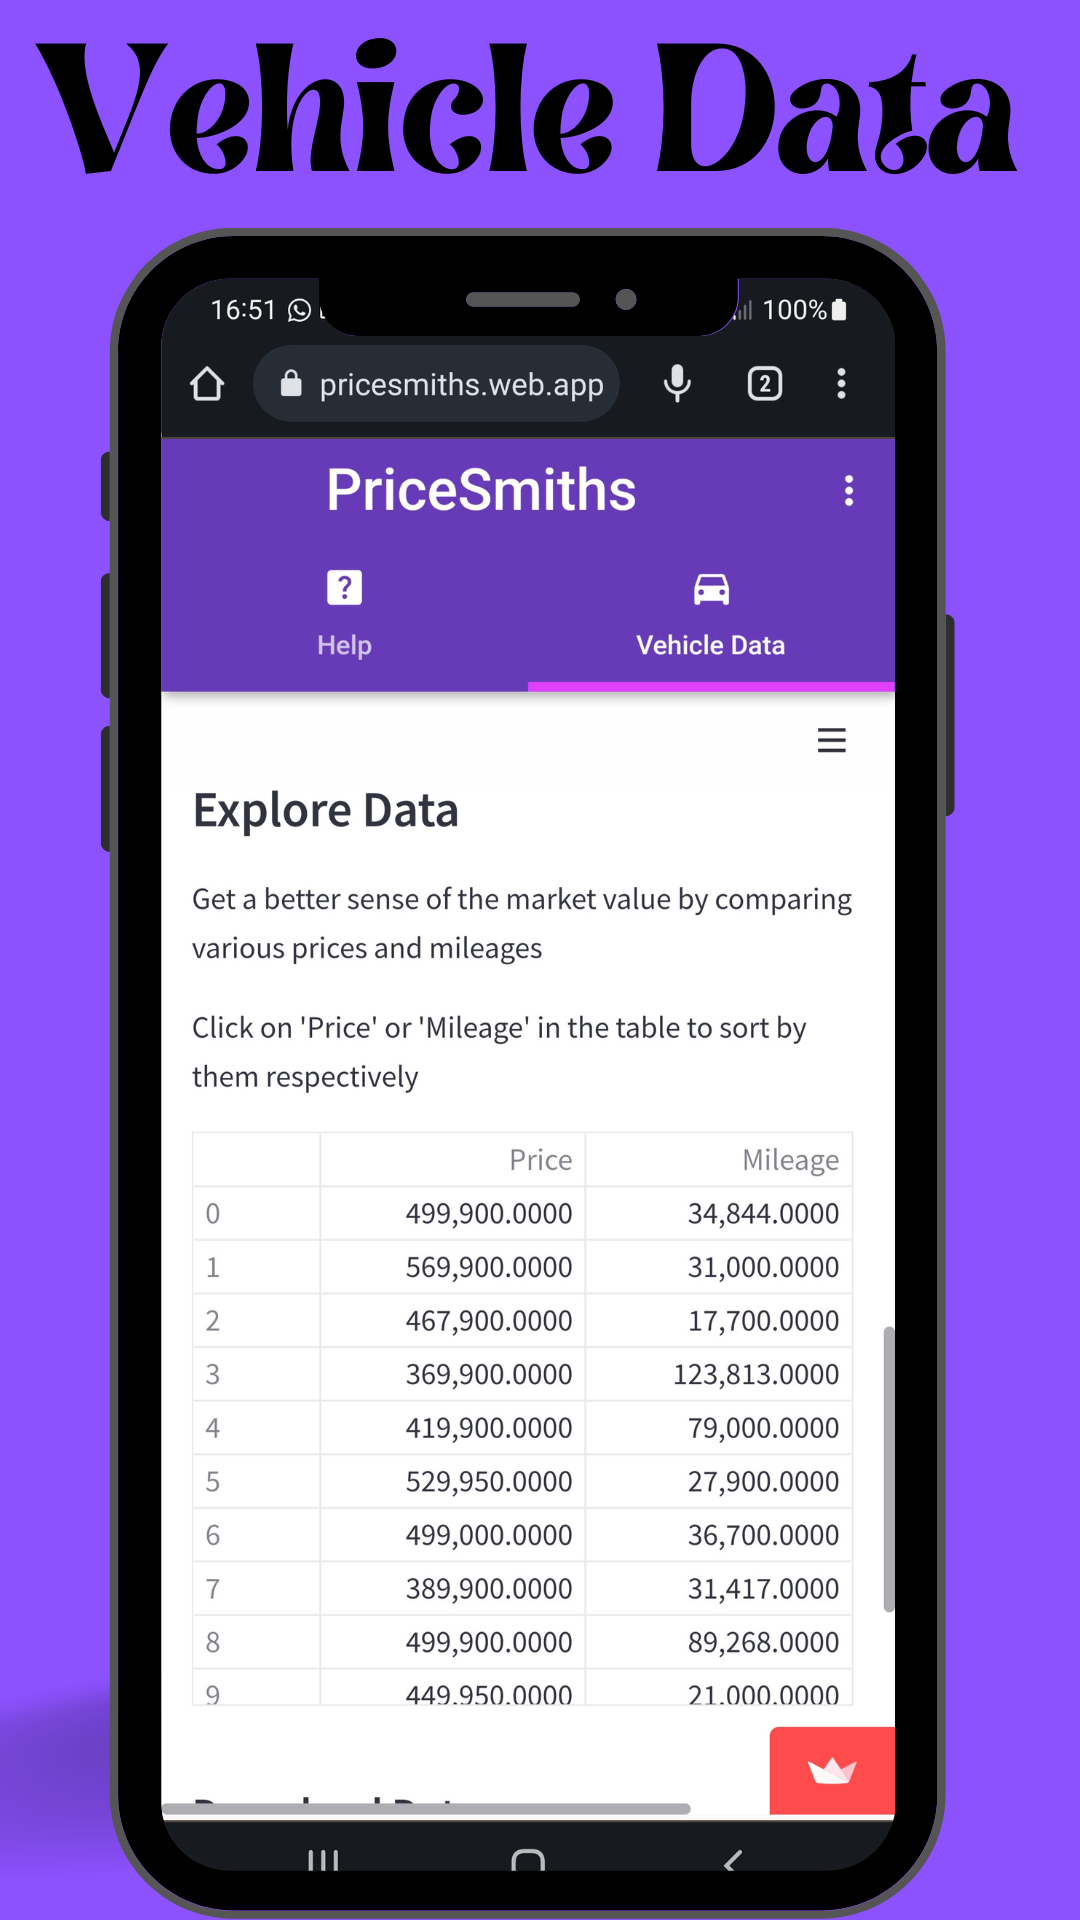 Vehicle Data
16:51 100%
pricesmiths.web.app 2
PriceSmiths
? Help
Vehicle Data
Explore Data
Get a better sense of the market value by comparing
various prices and mileages
Click on 'Price' or 'Mileage' in the table to sort by
them respectively
Price Mileage
0 499,900.0000 34,844.0000
1 569,900.0000 31,000.0000
2 467,900.0000 17,700.0000
3 369,900.0000 123,813.0000
4 419,900.0000 79,000.0000
5 529,950.0000 27,900.0000
6 499,000.0000 36,700.0000
7 389,900.0000 31,417.0000
8 499,900.0000 89,268.0000
9 449,950.0000 21,000.0000